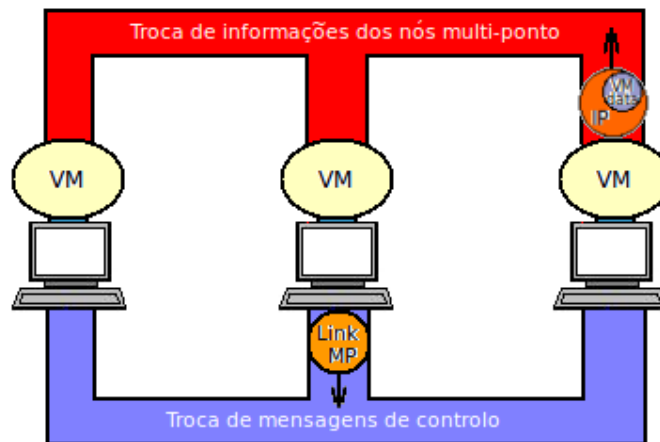 Troca de informações dos nós multi-ponto
VM
data
IP
VM
VM
VM
Link
MP
Troca de mensagens de controlo